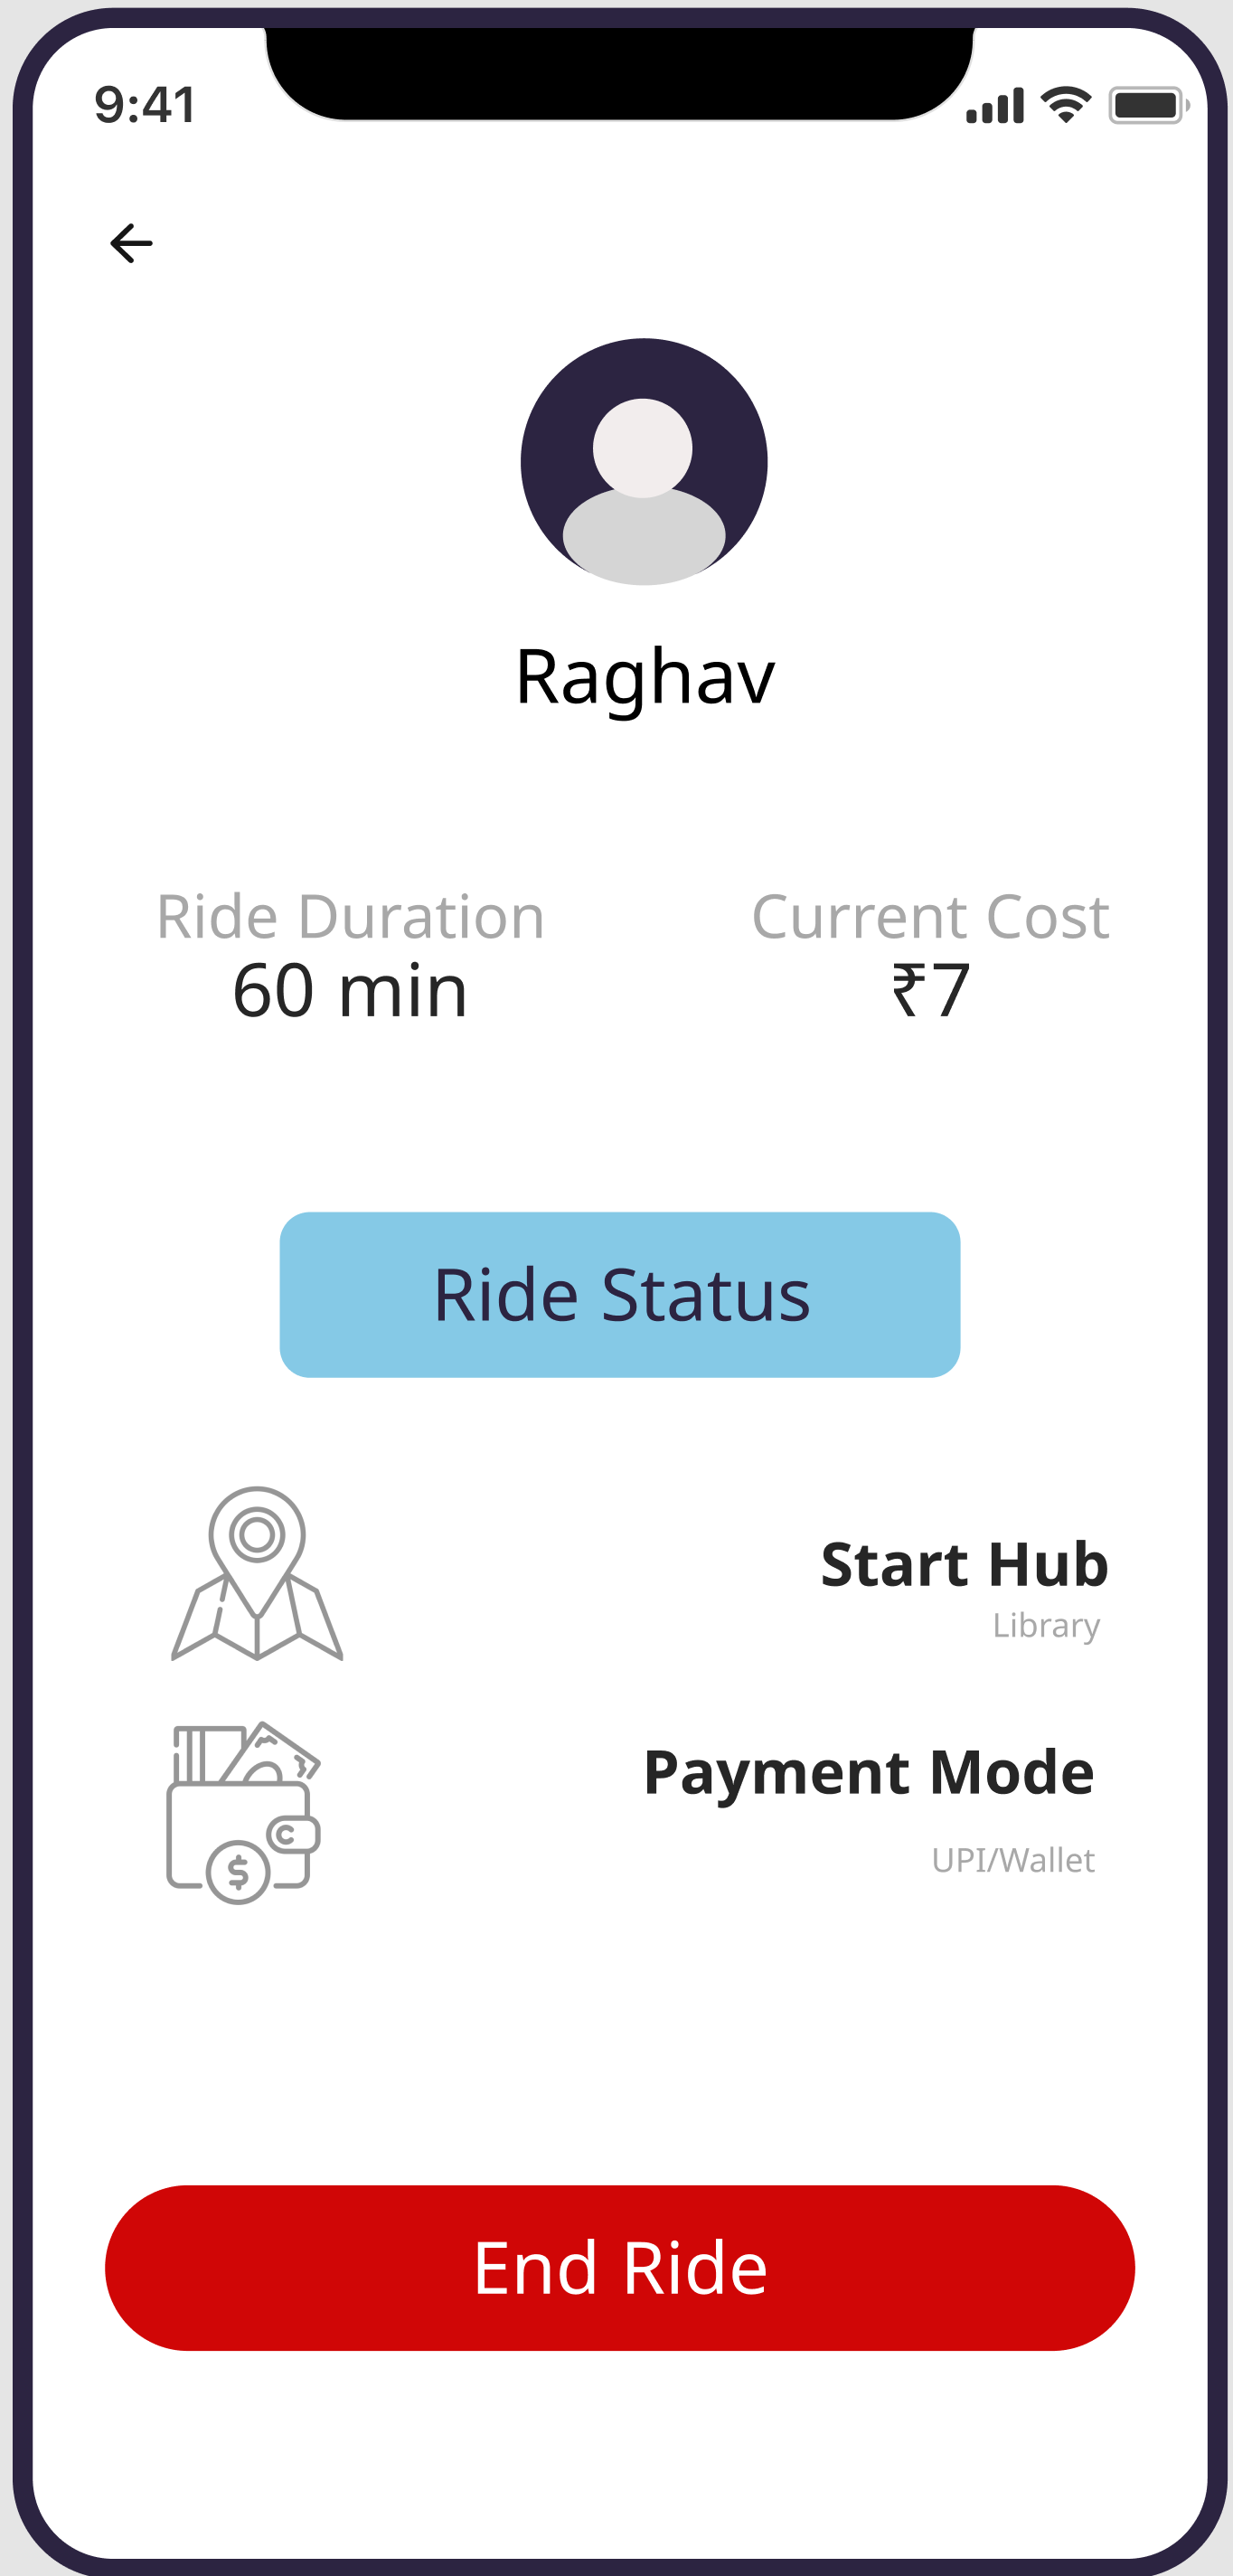 9:41
Raghav
Ride Duration
Current Cost
60 min
₹7
Ride Status
Start Hub
Library
Payment Mode
UPI/Wallet
End Ride